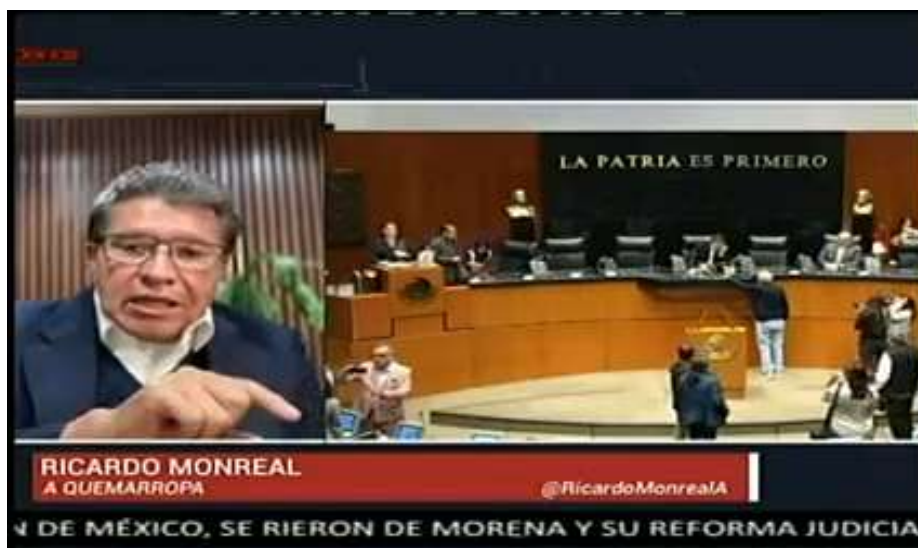 LA PATRIA ES PRIMERO
RICARDO MONREAL
A QUEMARROPA
@RicardoMonrealA
N DE MÉXICO, SE RIERON DE MORENA Y SU REFORMA JUDICIA